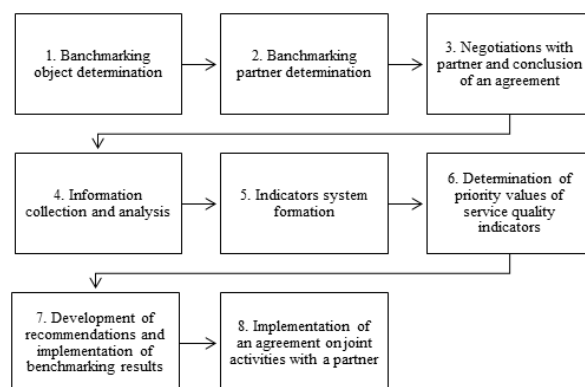 1. Banchmarking
object determination
2. Banchmarking
partner determination
3. Negotiations with
partner and conclusion
of an agreement
4. Information
collection and analysis
5. Indicators system
formation
6. Determination of
priority values of
service quality
indicators
7. Development of
recommendations and
implementation of
benchmarking results
8. Implementation of
an agreement on joint
activities with a partner